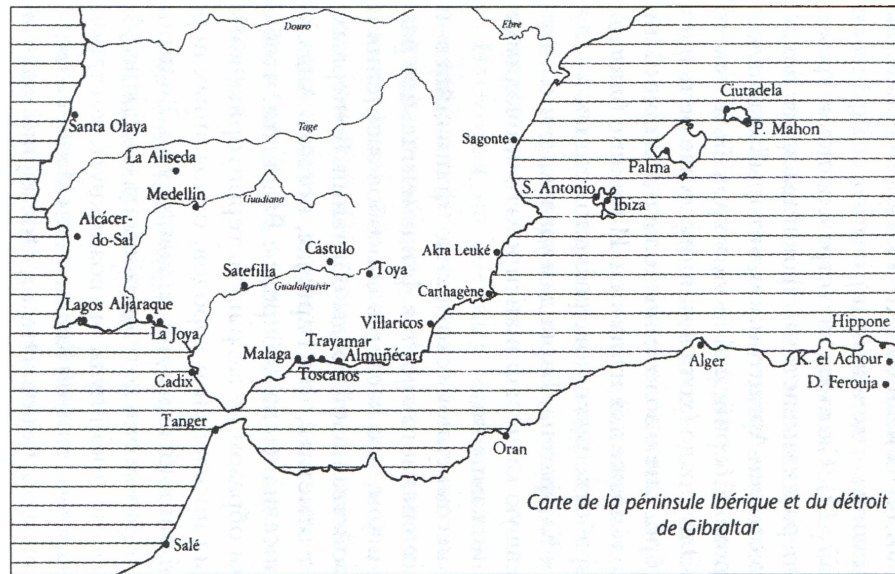 Douro
Ebre
Santa Olaya
Tage
La Aliseda
Medellin
Guadiana
Alcácer-
do-Sal
Sagonte
Ciutadela
P. Mahon
Palma
S. Antonio
Ibiza
Cástulo
Satefilla
Toya
Guadalquivir
Akra Leuké
Carthagène
Lagos
Aljaraque
La Joya
Villaricos
Trayamar
Malaga
Almuñécar
Toscanos
Cadix
Hippone
Alger
K. el Achour
D. Ferouja
Tanger
Oran
Salé
Carte de la péninsule Ibérique et du détroit
de Gibraltar